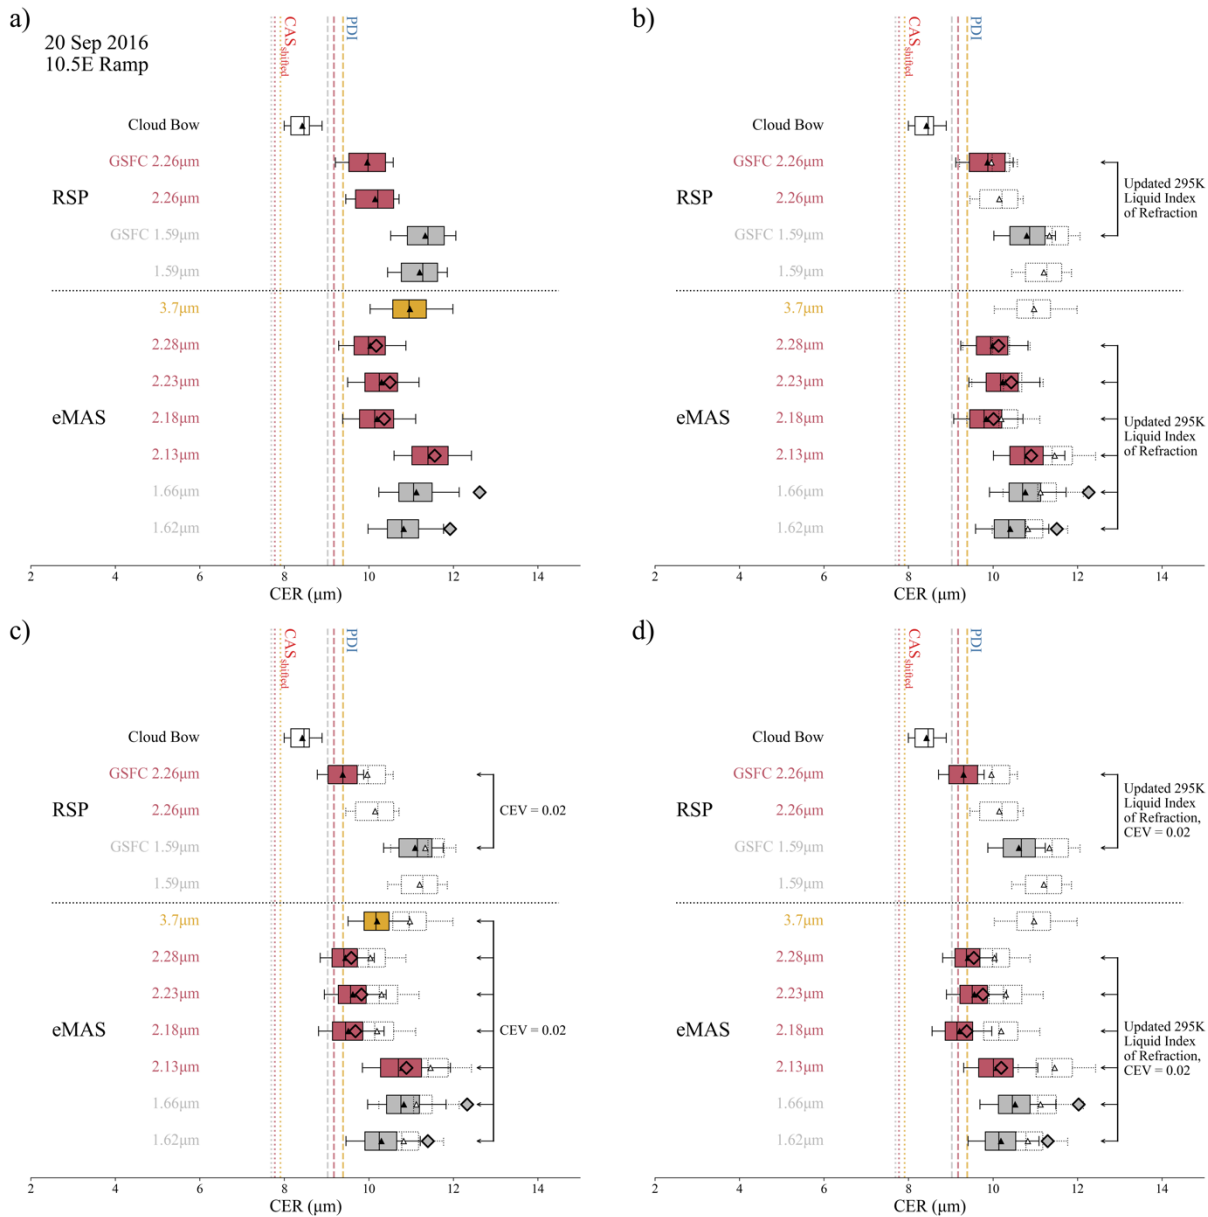 a)
20 Sep 2016
10.5E Ramp
CAS shifted
PDI
Cloud Bow
GSFC 2.26μm
RSP
2.26μm
GSFC 1.59μm
1.59μm
3.7μm
2.28μm
2.23μm
eMAS
2.18μm
2.13μm
1.66μm
1.62μm
2 4 6 8 10 12 14
CER (μm)
b)
CAS shifted
PDI
Cloud Bow
GSFC 2.26μm
RSP
2.26μm
GSFC 1.59μm
1.59μm
Updated 295K
Liquid Index
of Refraction
3.7μm
2.28μm
2.23μm
eMAS
2.18μm
2.13μm
1.66μm
1.62μm
Updated 295K
Liquid Index
of Refraction
2 4 6 8 10 12 14
CER (μm)
c)
CAS shifted
PDI
Cloud Bow
GSFC 2.26μm
RSP
2.26μm
GSFC 1.59μm
1.59μm
CEV = 0.02
3.7μm
2.28μm
2.23μm
eMAS
2.18μm
2.13μm
1.66μm
1.62μm
CEV = 0.02
2 4 6 8 10 12 14
CER (μm)
d)
CAS shifted
PDI
Cloud Bow
GSFC 2.26μm
RSP
2.26μm
GSFC 1.59μm
1.59μm
Updated 295K
Liquid Index
of Refraction,
CEV = 0.02
3.7μm
2.28μm
2.23μm
eMAS
2.18μm
2.13μm
1.66μm
1.62μm
Updated 295K
Liquid Index
of Refraction,
CEV = 0.02
2 4 6 8 10 12 14
CER (μm)